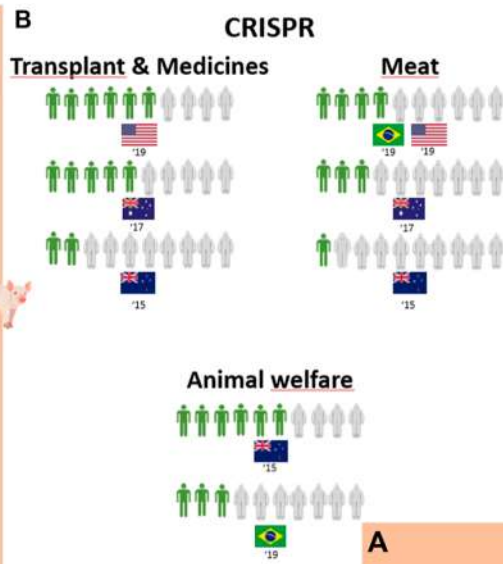 B
CRISPR
Transplant & Medicines
'19
'17
'15
Meat
'19 '19
'17
'15
Animal welfare
'15
'19
A